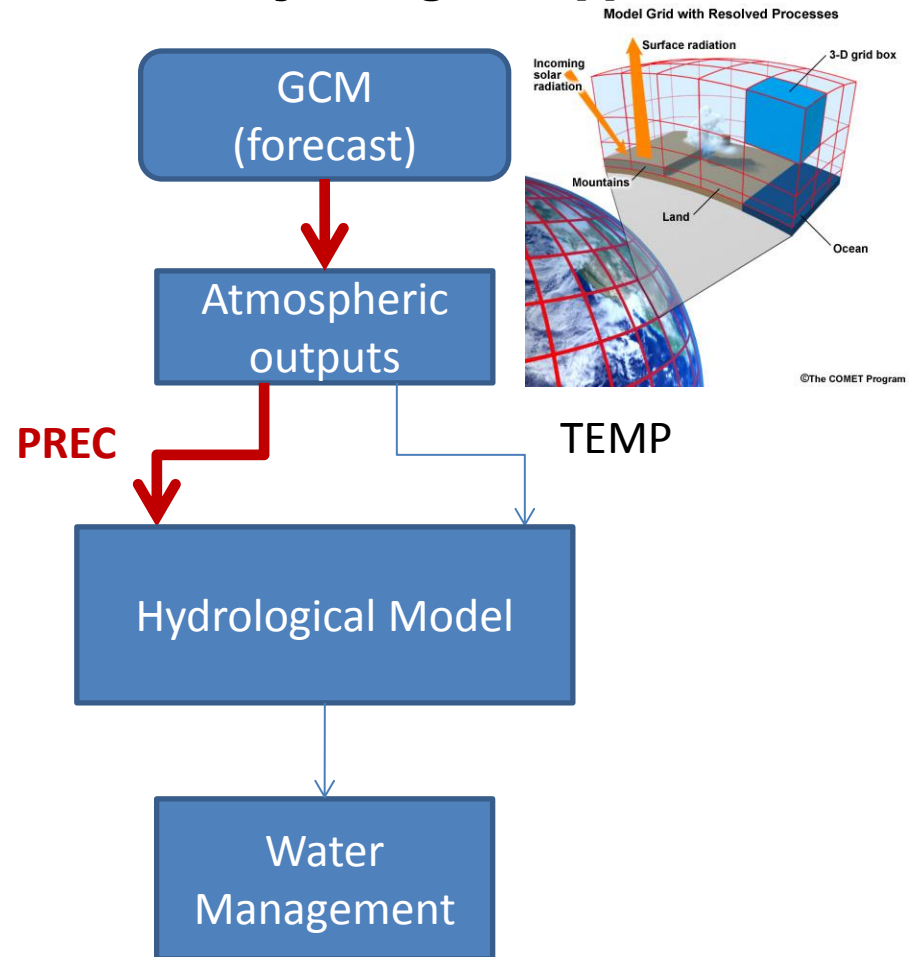 Model Grid with Resolved Processes
GCM
(forecast)
Surface radiation
Incoming
solar
radiation
3-D grid box
Mountains
Land
Ocean
©The COMET Program
Atmospheric
outputs
PREC
TEMP
Hydrological Model
Water
Management